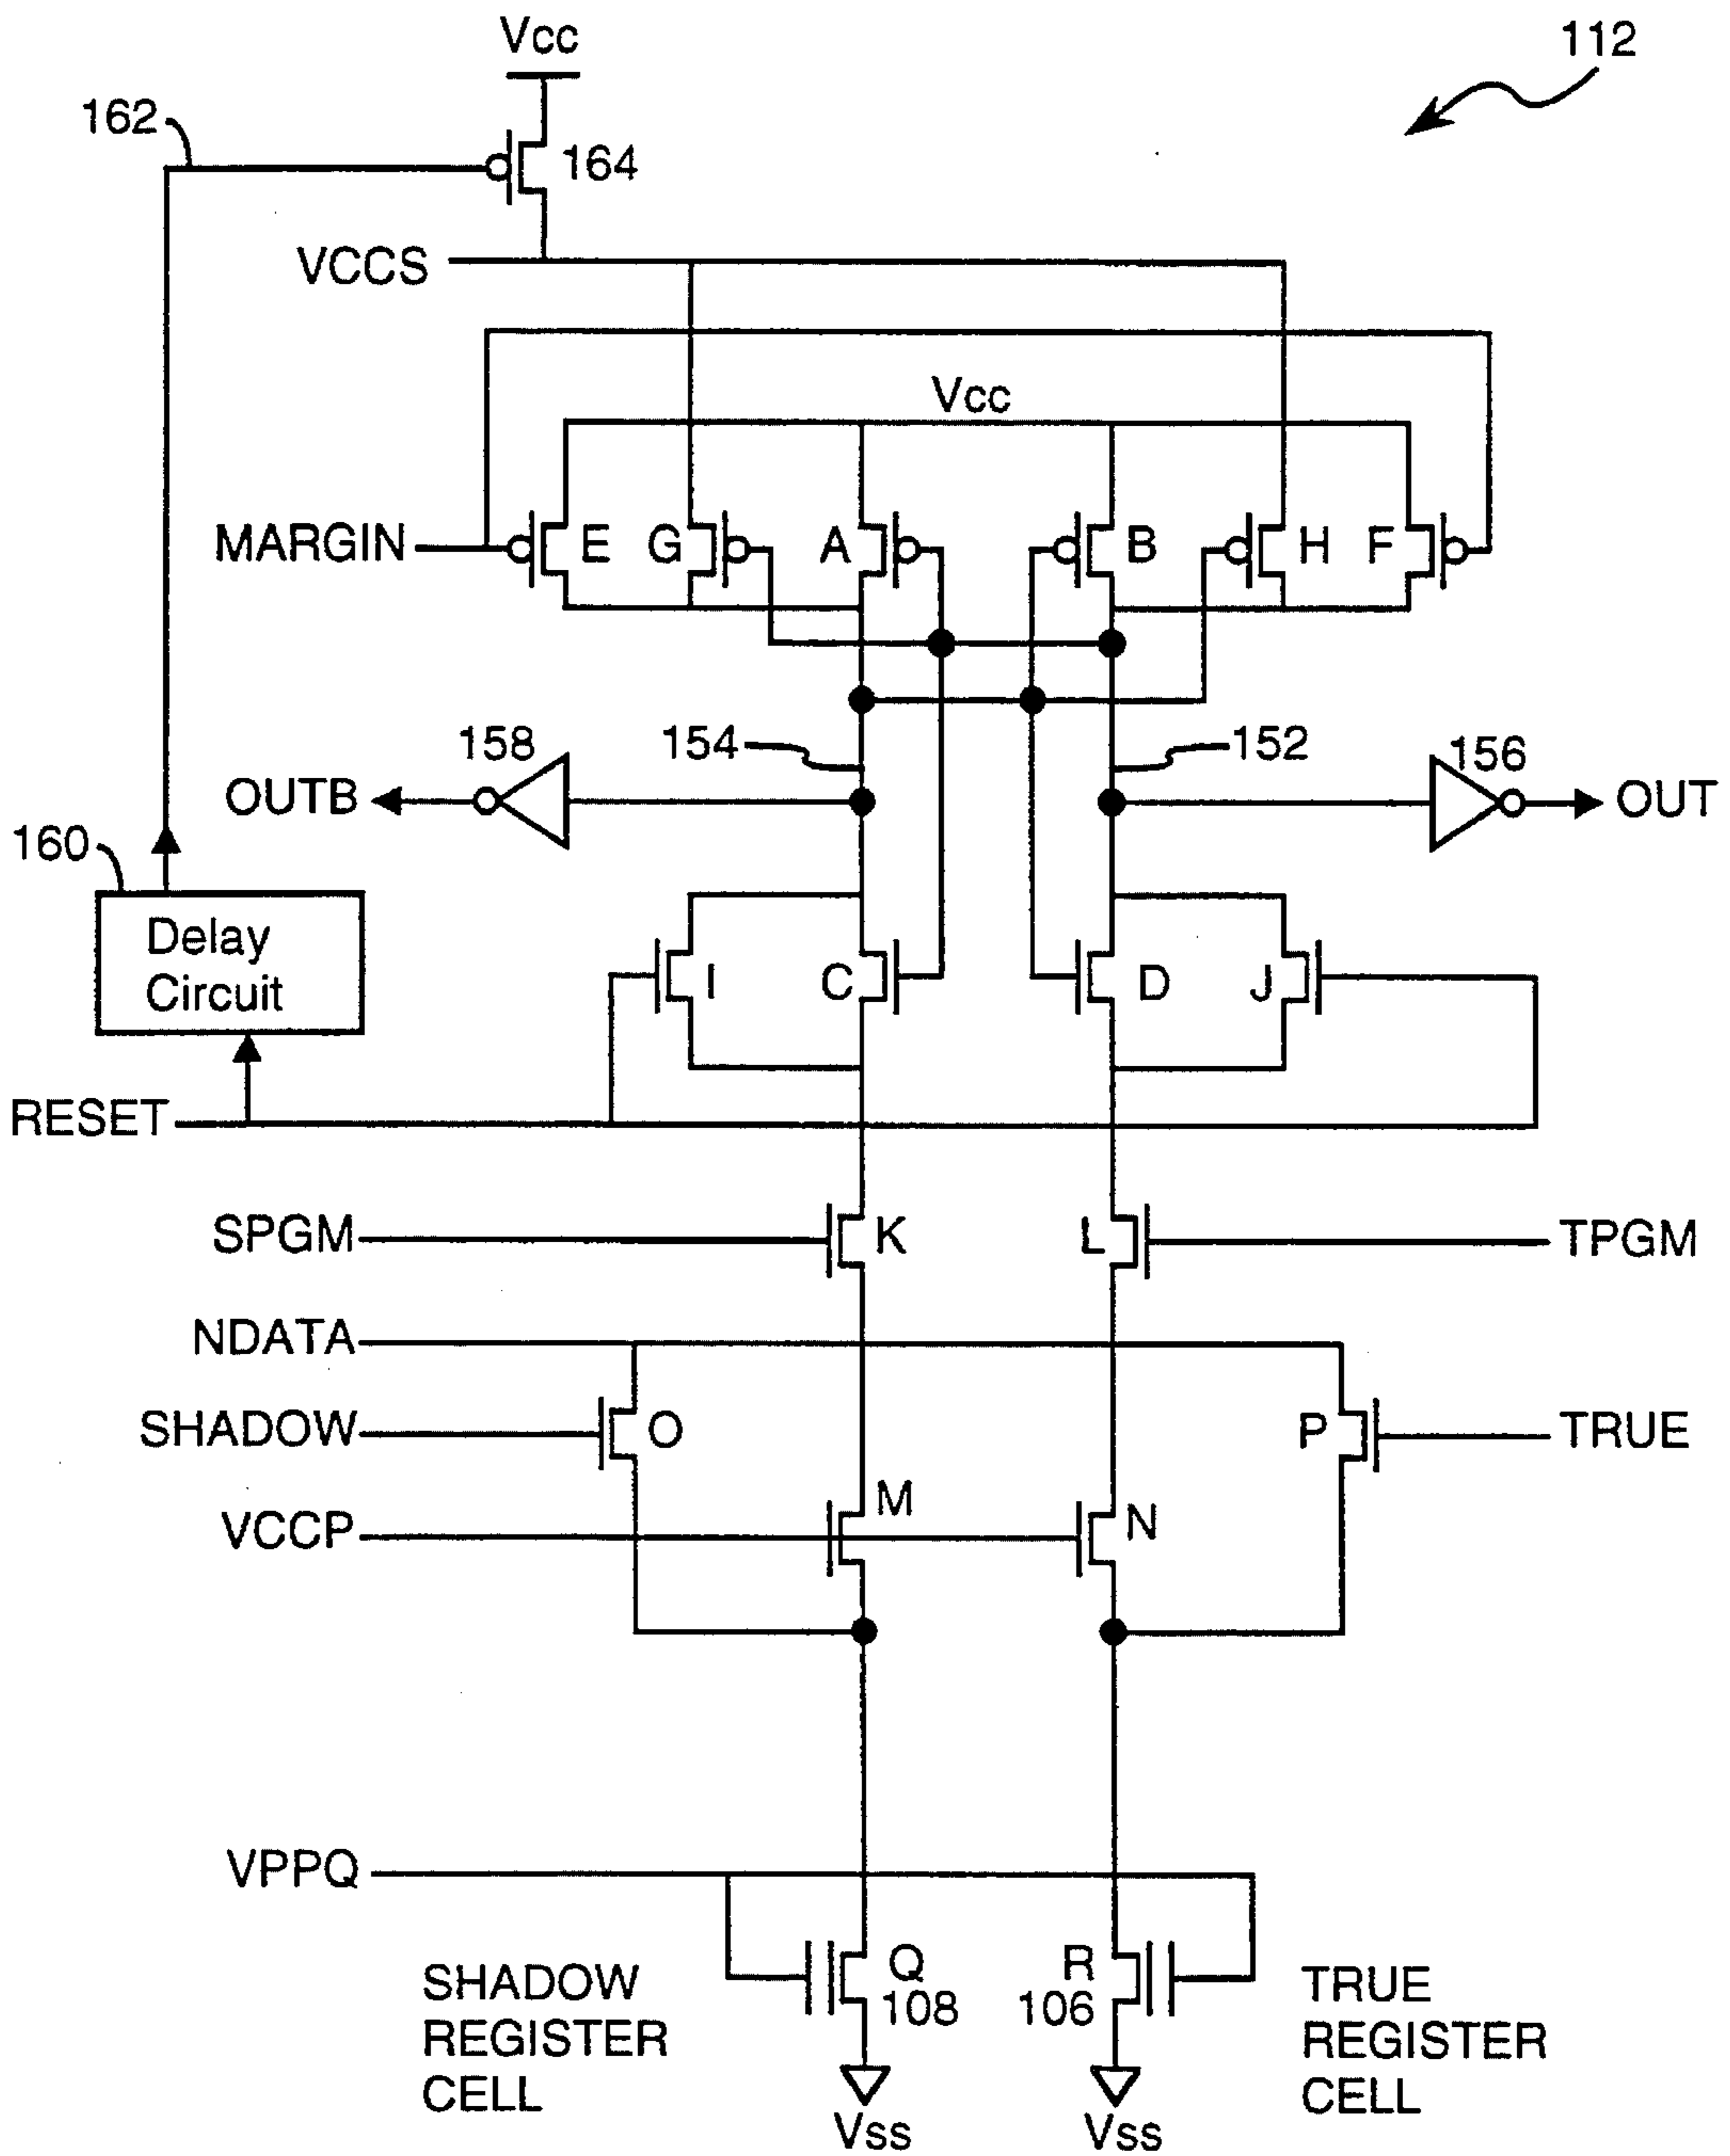 Vcc
112
162
164
VCCS
Vcc
MARGIN
E
G
A
B
H
F
158
154
152
156
OUTB
OUT
160
Delay
Circuit
I
C
D
J
RESET
SPGM
K
L
TPGM
NDATA
SHADOW
O
P
TRUE
M
VCCP
N
VPPQ
SHADOW
REGISTER
CELL
Q
108
R
106
TRUE
REGISTER
CELL
Vss
Vss